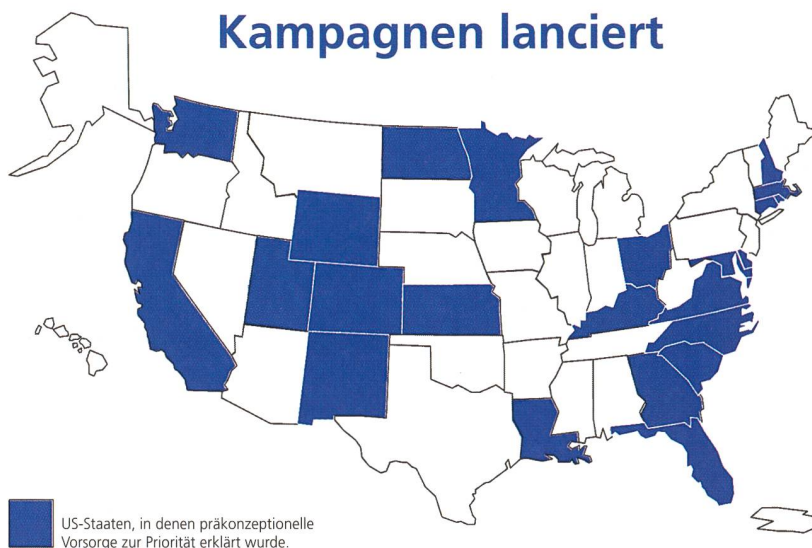 Kampagnen lanciert
US-Staaten, in denen präkonzeptionelle
Vorsorge zur Priorität erklärt wurde.